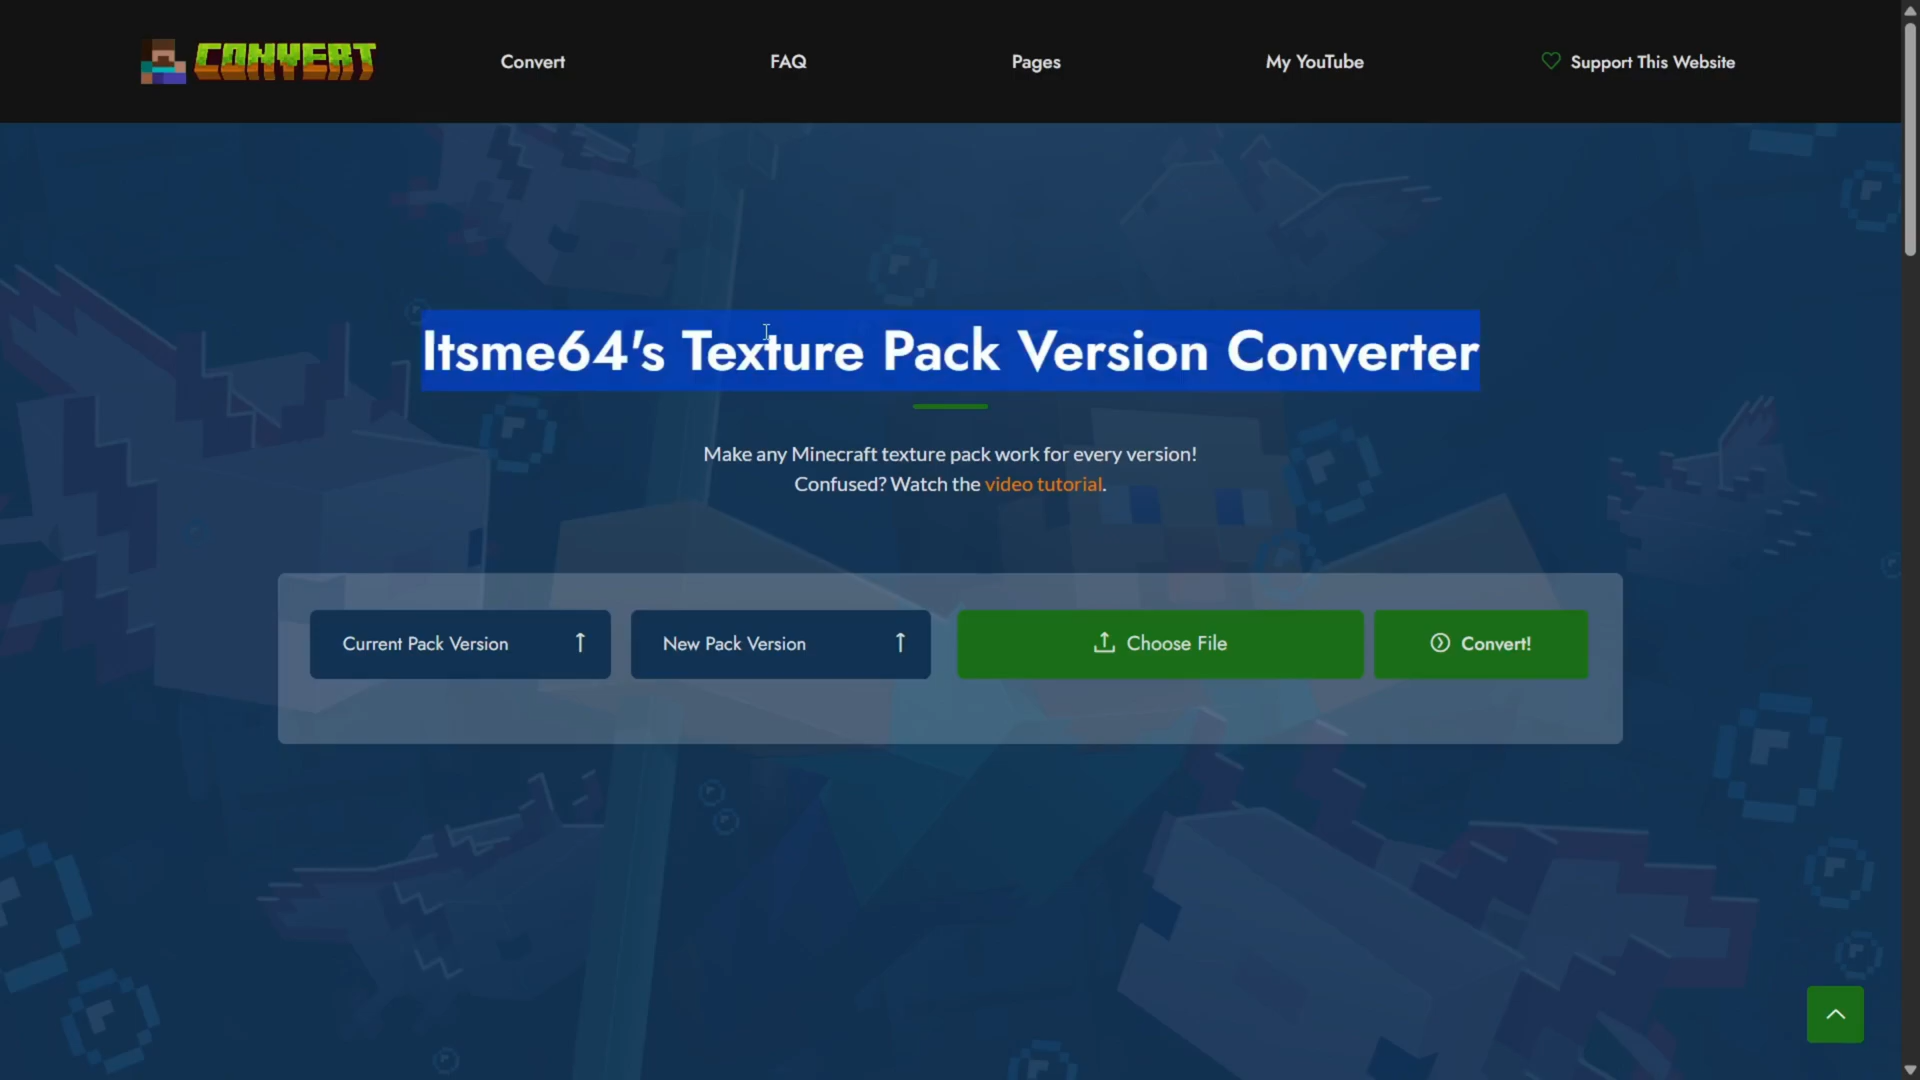 CONVERT
Convert
FAQ
Pages
My YouTube
Support This Website
Itsme64's Texture Pack Version Converter
Make any Minecraft texture pack work for every version!
Confused? Watch the video tutorial.
Current Pack Version
New Pack Version
Choose File
Convert!